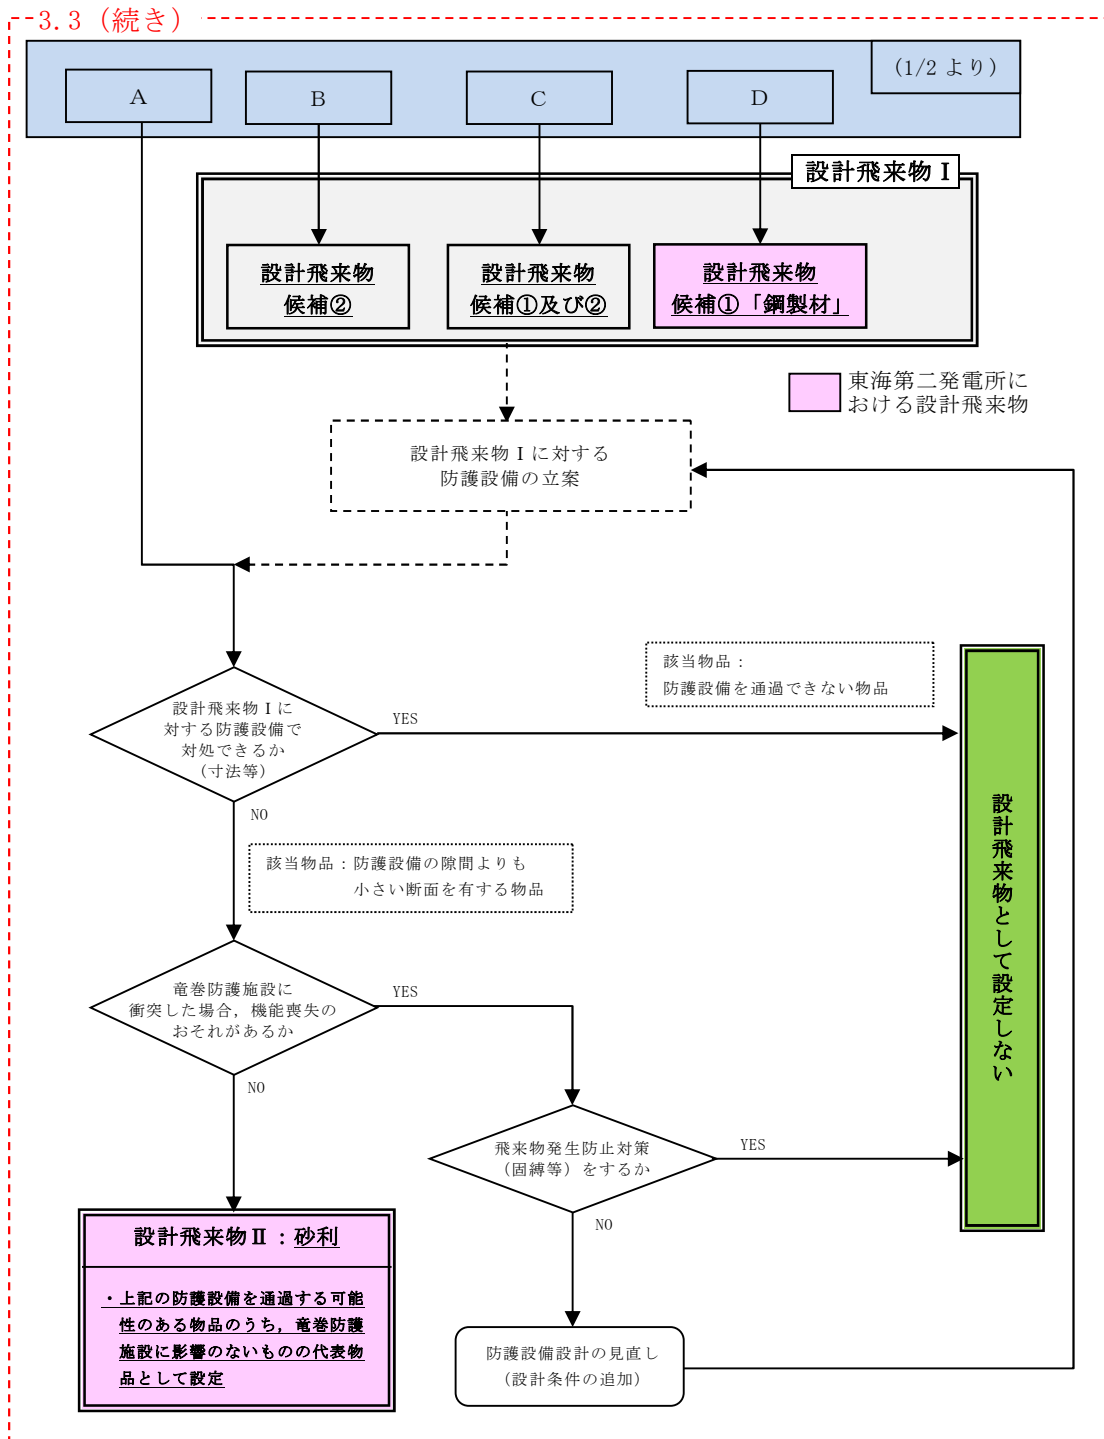 3.3（続き）
（1/2 より）
A
B
C
D
設計飛来物Ⅰ
設計飛来物
候補②
設計飛来物
候補①及び②
設計飛来物
候補①「鋼製材」
東海第二発電所に
おける設計飛来物
設計飛来物Ⅰに対する
防護設備の立案
該当物品：
防護設備を通過できない物品
設計飛来物Ⅰに
対する防護設備で
対処できるか
（寸法等）
YES
NO
該当物品：防護設備の隙間よりも
小さい断面を有する物品
設計飛来物として設定しない
竜巻防護施設に
衝突した場合，機能喪失の
おそれがあるか
YES
NO
飛来物発生防止対策
（固縛等）をするか
YES
NO
設計飛来物Ⅱ：砂利
・上記の防護設備を通過する可能
性のある物品のうち，竜巻防護
施設に影響のないものの代表物
品として設定
防護設備設計の見直し
（設計条件の追加）